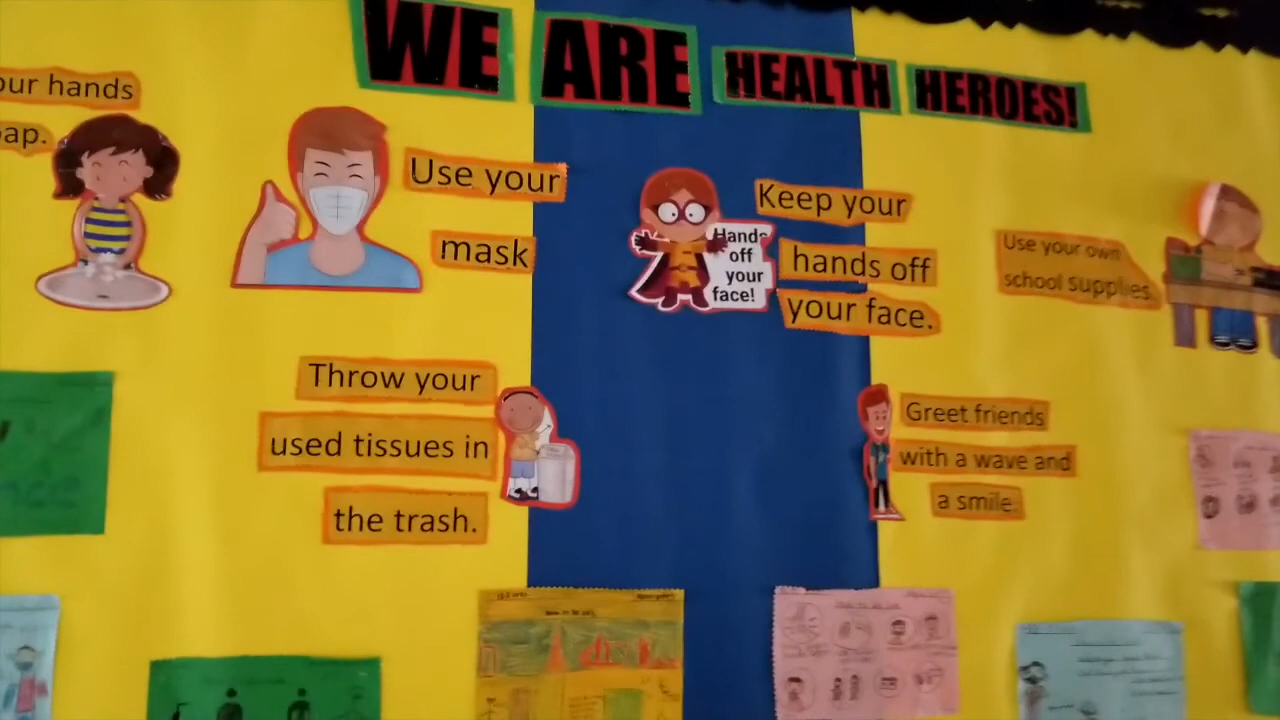 WE ARE HEALTH HEROES!
our hands
ap.
Use your
mask
Hands
off
your
face!
Keep your
hands off
your face.
Use your own
school supplies.
Throw your
used tissues in
the trash.
Greet friends
with a wave and
a smile.